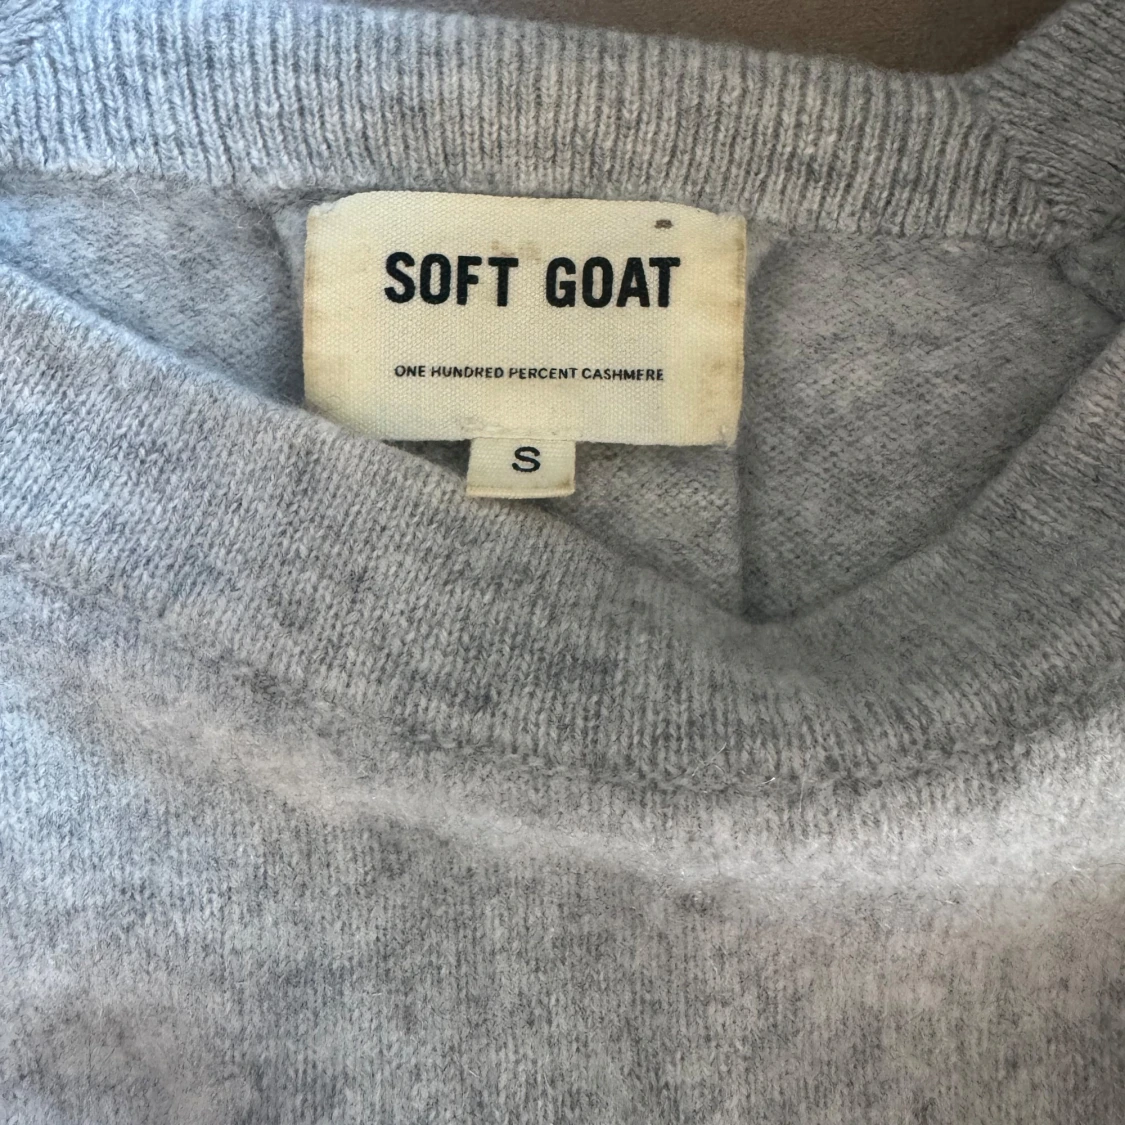 SOFT GOAT
ONE HUNDRED PERCENT CASHMERE
S